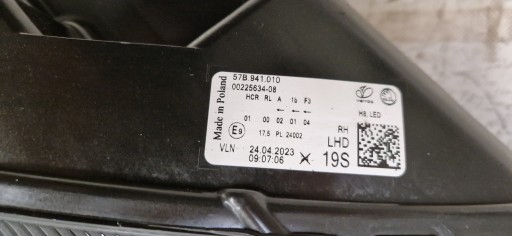 Made in Poland
57B.941.010
00225634-08
HCR RL A 1b F3
01 00 02 01 04
E9
17.5 PL 24002
H8, LED
RH
LHD
VLN 24.04.2023
09:07:06
19S